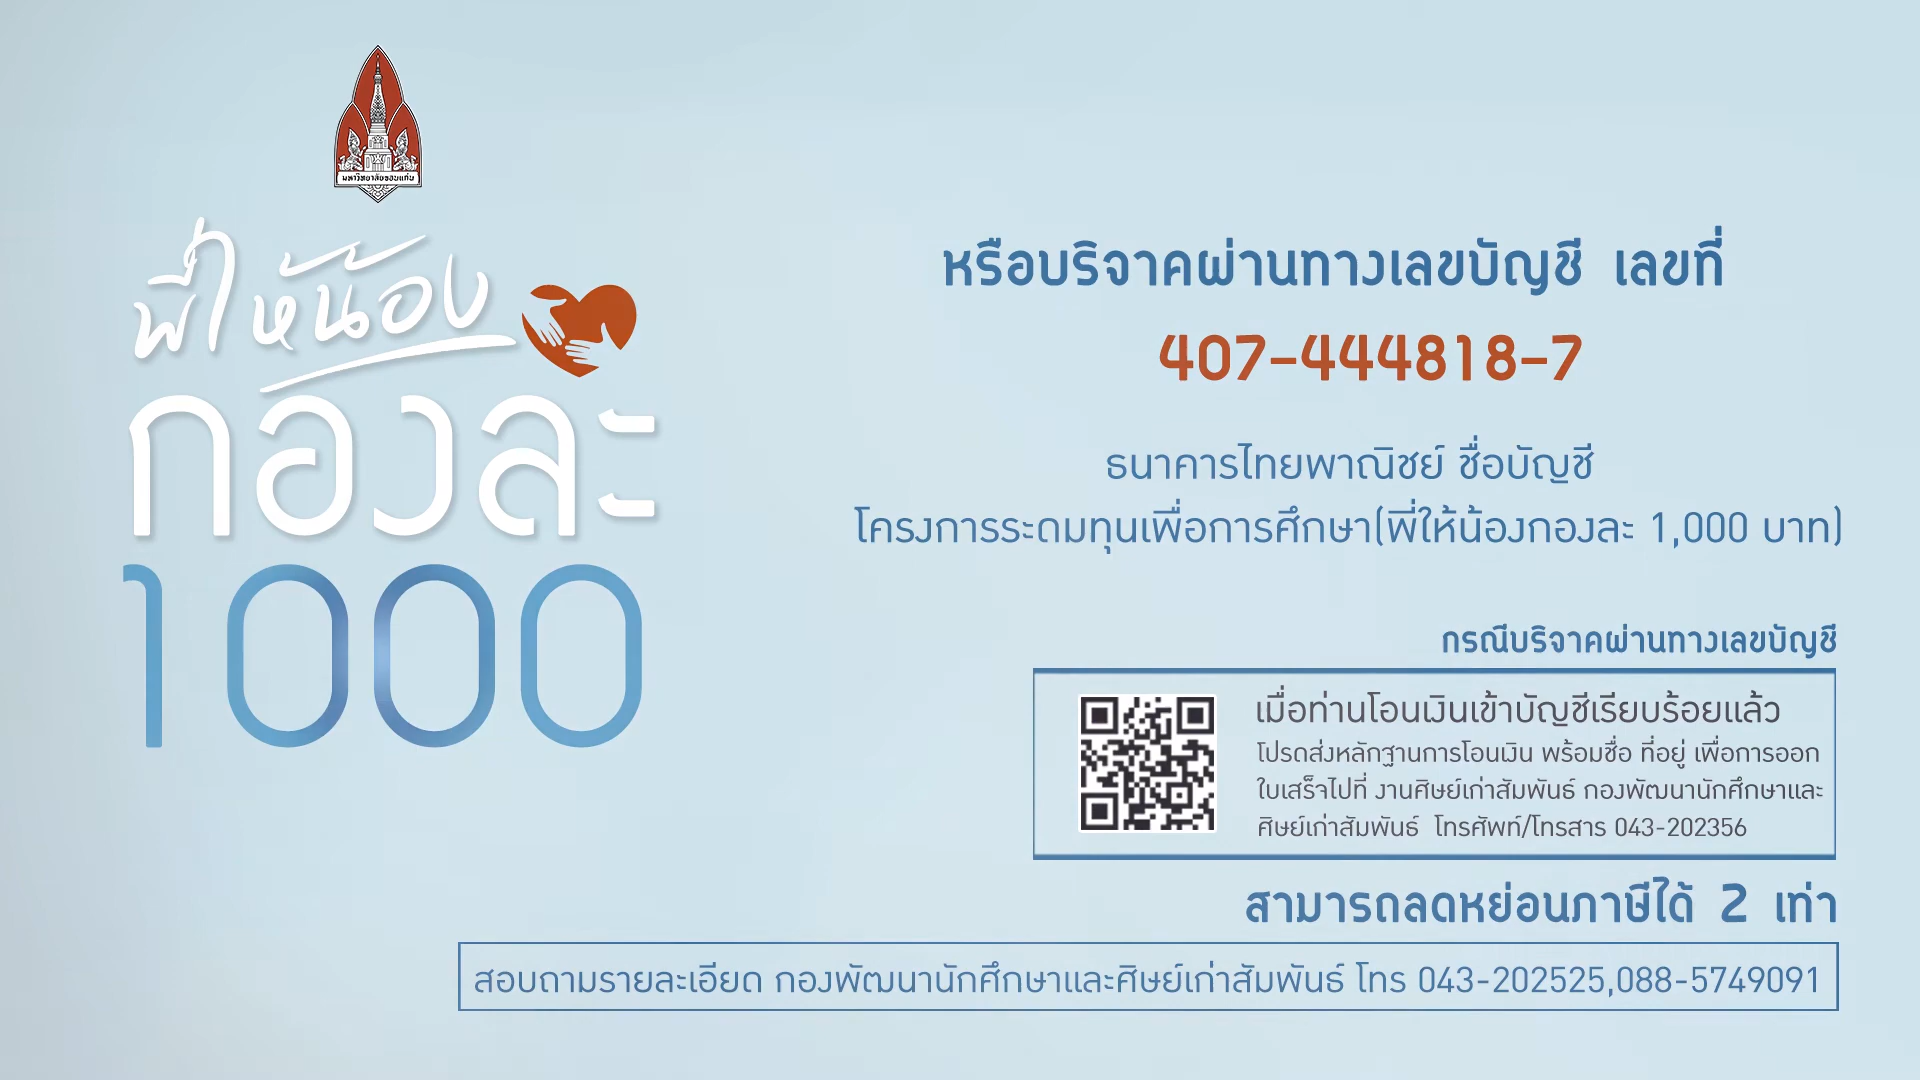 มหาวิทยาลัยขอนแก่น
พี่ให้น้อง
กองละ
1000
หรือบริจาคผ่านทางเลขบัญชี เลขที่
407-444818-7
ธนาคารไทยพาณิชย์ ชื่อบัญชี
โครงการระดมทุนเพื่อการศึกษา(พี่ให้น้องกองละ 1,000 บาท)
กรณีบริจาคผ่านทางเลขบัญชี
เมื่อท่านโอนเงินเข้าบัญชีเรียบร้อยแล้ว
โปรดส่งหลักฐานการโอนเงิน พร้อมชื่อ ที่อยู่ เพื่อการออก
ใบเสร็จไปที่ งานศิษย์เก่าสัมพันธ์ กองพัฒนานักศึกษาและ
ศิษย์เก่าสัมพันธ์ โทรศัพท์/โทรสาร 043-202356
สามารถลดหย่อนภาษีได้ 2 เท่า
สอบถามรายละเอียด กองพัฒนานักศึกษาและศิษย์เก่าสัมพันธ์ โทร 043-202525,088-5749091